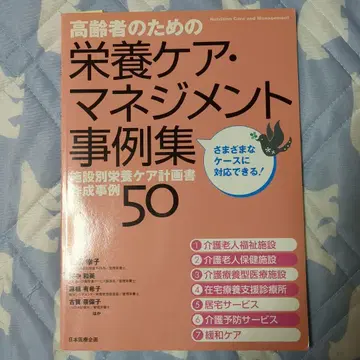 Nutrition Care and Management
高齢者のための
栄養ケア・
マネジメント
事例集
さまざまな
ケースに
対応できる!
施設別栄養ケア計画書
作成事例
50
1 介護老人福祉施設
2 介護老人保健施設
3 介護療養型医療施設
4 在宅療養支援診療所
5 居宅サービス
6 介護予防サービス
7 緩和ケア
日本医療企画